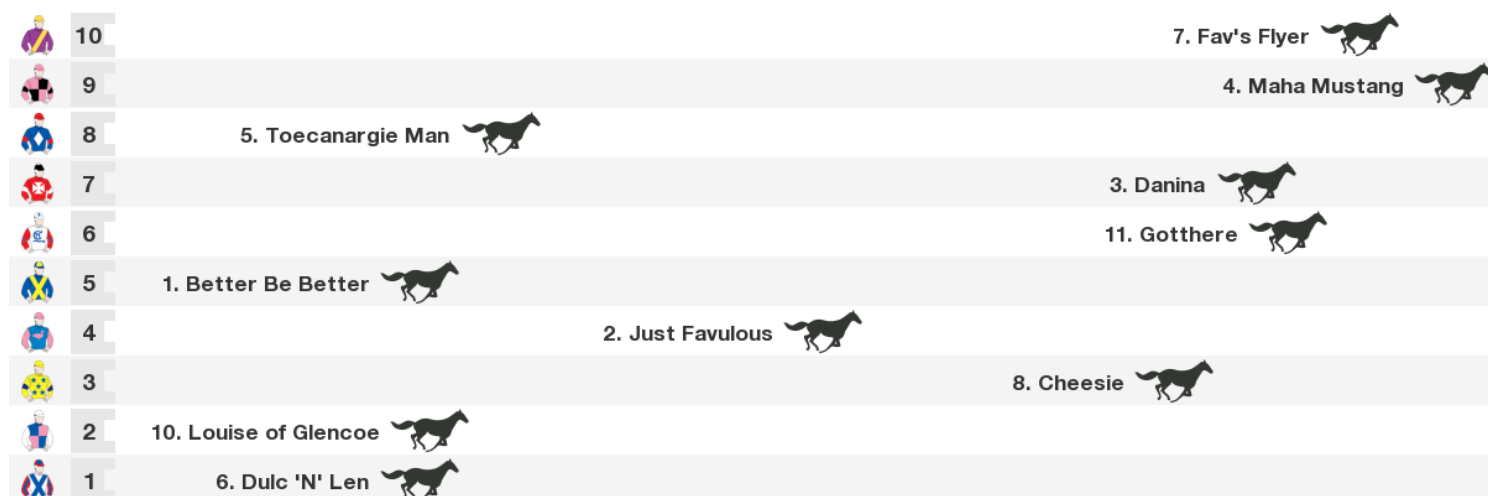 10 7. Fav's Flyer
9 4. Maha Mustang
8 5. Toecanargie Man
7 3. Danina
6 11. Gotthere
5 1. Better Be Better
4 2. Just Favulous
3 8. Cheesie
2 10. Louise of Glencoe
1 6. Dulc 'N' Len